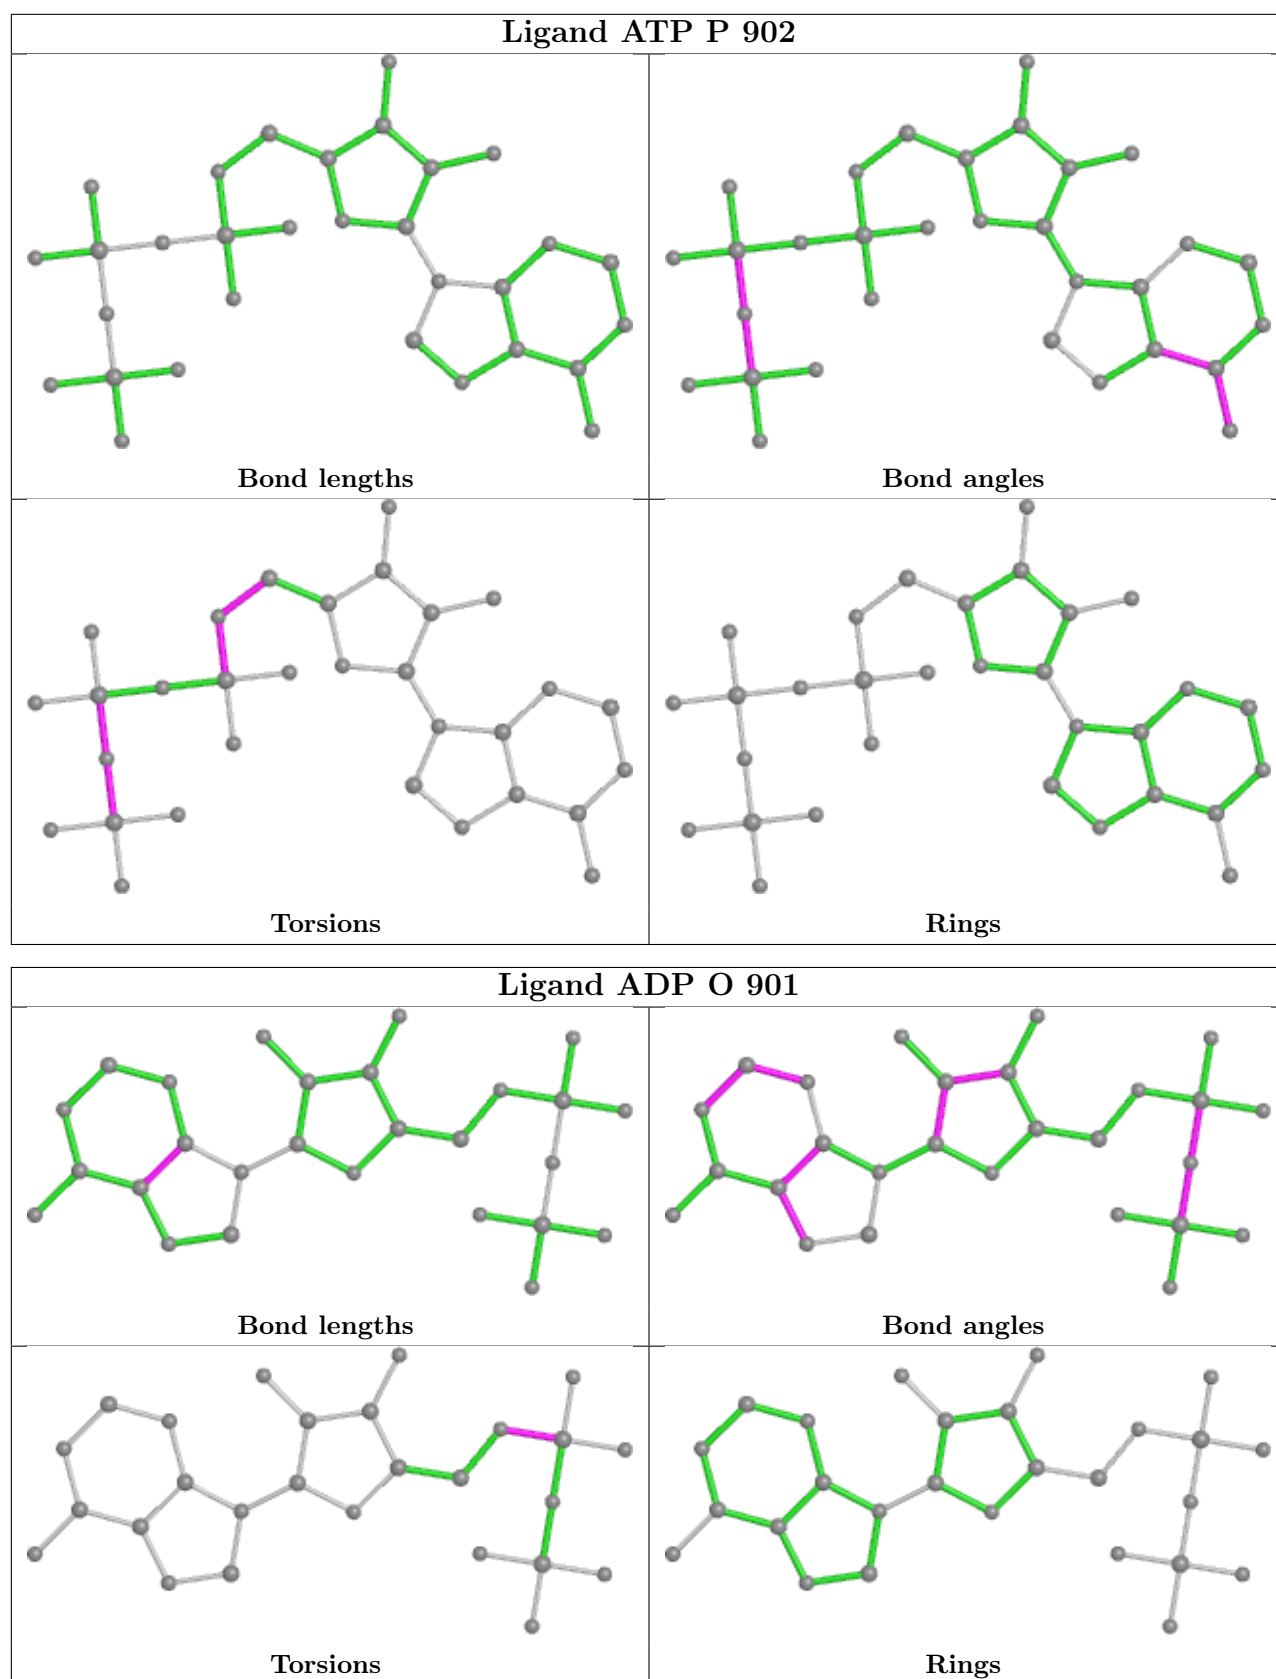 Ligand ATP P 902
Bond lengths
Bond angles
Torsions
Rings
Ligand ADP O 901
Bond lengths
Bond angles
Torsions
Rings